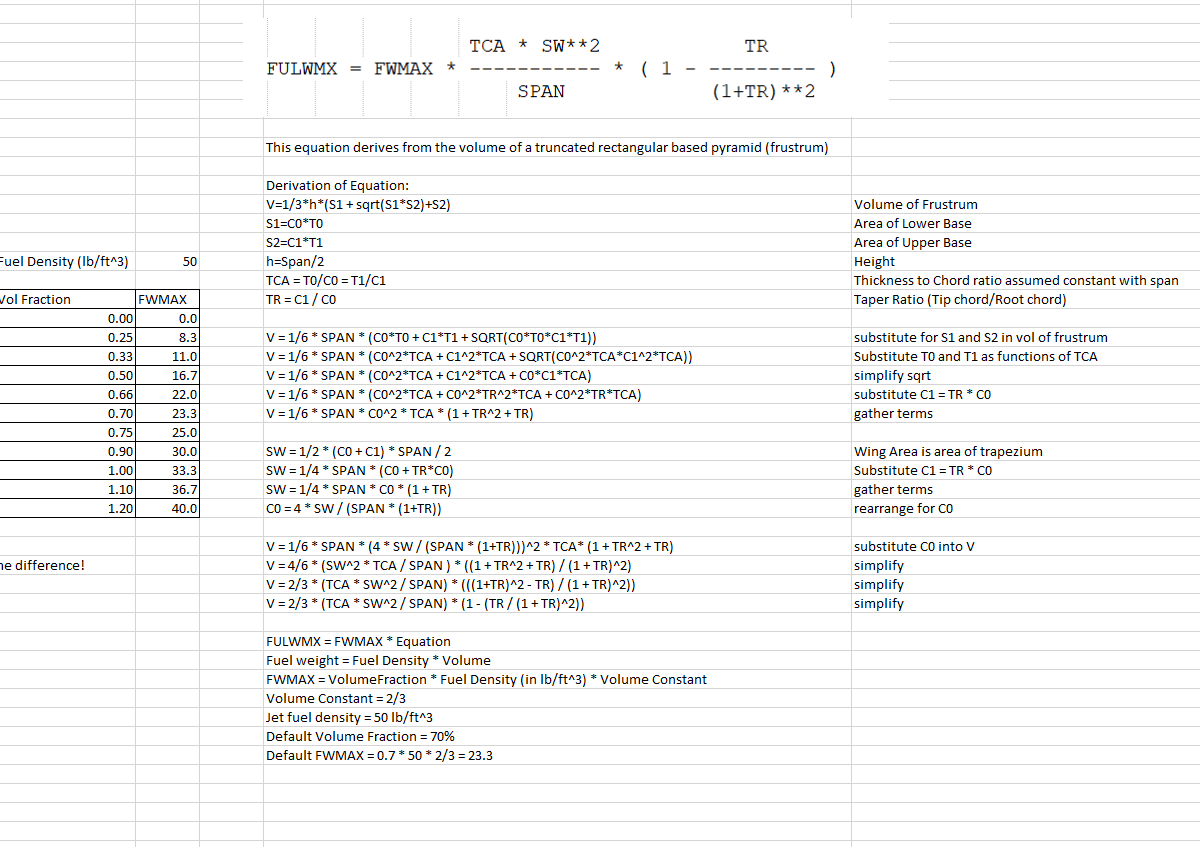 TCA * SW**2 TR
FULWMX = FWMAX * ----------- * ( 1 - --------- )
SPAN (1+TR)**2
This equation derives from the volume of a truncated rectangular based pyramid (frustrum)
Derivation of Equation:
V=1/3*h*(S1 + sqrt(S1*S2)+S2) Volume of Frustrum
S1=C0*T0 Area of Lower Base
S2=C1*T1 Area of Upper Base
Fuel Density (lb/ft^3) 50 h=Span/2 Height
TCA = T0/C0 = T1/C1 Thickness to Chord ratio assumed constant with span
Vol Fraction FWMAX TR = C1 / C0 Taper Ratio (Tip chord/Root chord)
0.00 0.0
0.25 8.3 V = 1/6 * SPAN * (C0*T0 + C1*T1 + SQRT(C0*T0*C1*T1)) substitute for S1 and S2 in vol of frustrum
0.33 11.0 V = 1/6 * SPAN * (C0^2*TCA + C1^2*TCA + SQRT(C0^2*TCA*C1^2*TCA)) Substitute T0 and T1 as functions of TCA
0.50 16.7 V = 1/6 * SPAN * (C0^2*TCA + C1^2*TCA + C0*C1*TCA) simplify sqrt
0.66 22.0 V = 1/6 * SPAN * (C0^2*TCA + C0^2*TR^2*TCA + C0^2*TR*TCA) substitute C1 = TR * C0
0.70 23.3 V = 1/6 * SPAN * C0^2 * TCA * (1 + TR^2 + TR) gather terms
0.75 25.0
0.90 30.0 SW = 1/2 * (C0 + C1) * SPAN / 2 Wing Area is area of trapezium
1.00 33.3 SW = 1/4 * SPAN * (C0 + TR*C0) Substitute C1 = TR * C0
1.10 36.7 SW = 1/4 * SPAN * C0 * (1 + TR) gather terms
1.20 40.0 C0 = 4 * SW / (SPAN * (1+TR)) rearrange for C0
V = 1/6 * SPAN * (4 * SW / (SPAN * (1+TR)))^2 * TCA* (1 + TR^2 + TR) substitute C0 into V
he difference! V = 4/6 * (SW^2 * TCA / SPAN ) * ((1 + TR^2 + TR) / (1 + TR)^2) simplify
V = 2/3 * (TCA * SW^2 / SPAN) * (((1+TR)^2 - TR) / (1 + TR)^2)) simplify
V = 2/3 * (TCA * SW^2 / SPAN) * (1 - (TR / (1 + TR)^2)) simplify
FULWMX = FWMAX * Equation
Fuel weight = Fuel Density * Volume
FWMAX = VolumeFraction * Fuel Density (in lb/ft^3) * Volume Constant
Volume Constant = 2/3
Jet fuel density = 50 lb/ft^3
Default Volume Fraction = 70%
Default FWMAX = 0.7 * 50 * 2/3 = 23.3